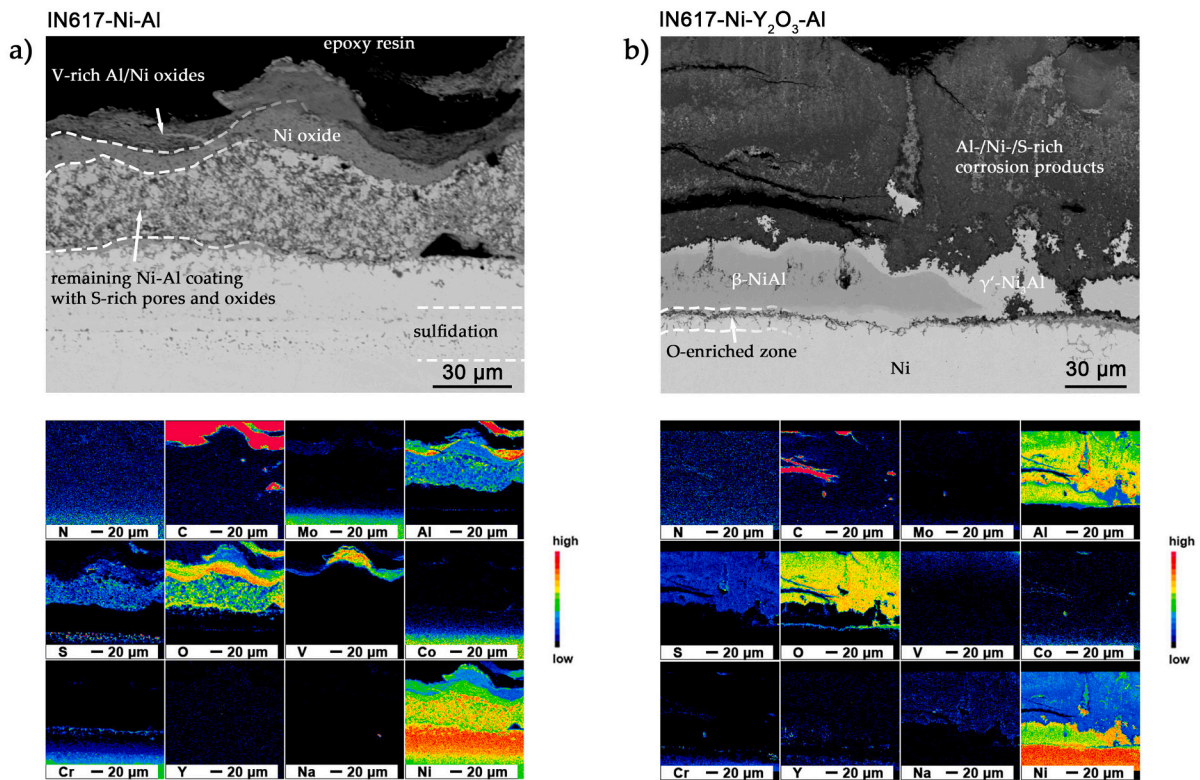 IN617-Ni-Al
a)
epoxy resin
V-rich Al/Ni oxides
Ni oxide
remaining Ni-Al coating
with S-rich pores and oxides
sulfidation
30 µm
N – 20 µm C – 20 µm Mo – 20 µm Al – 20 µm
S – 20 µm O – 20 µm V – 20 µm Co – 20 µm
Cr – 20 µm Y – 20 µm Na – 20 µm Ni – 20 µm
high
low
IN617-Ni-Y₂O₃-Al
b)
Al-/Ni-/S-rich
corrosion products
β-NiAl
γ‘-Ni₃Al
O-enriched zone
Ni
30 µm
N – 20 µm C – 20 µm Mo – 20 µm Al – 20 µm
S – 20 µm O – 20 µm V – 20 µm Co – 20 µm
Cr – 20 µm Y – 20 µm Na – 20 µm Ni – 20 µm
high
low